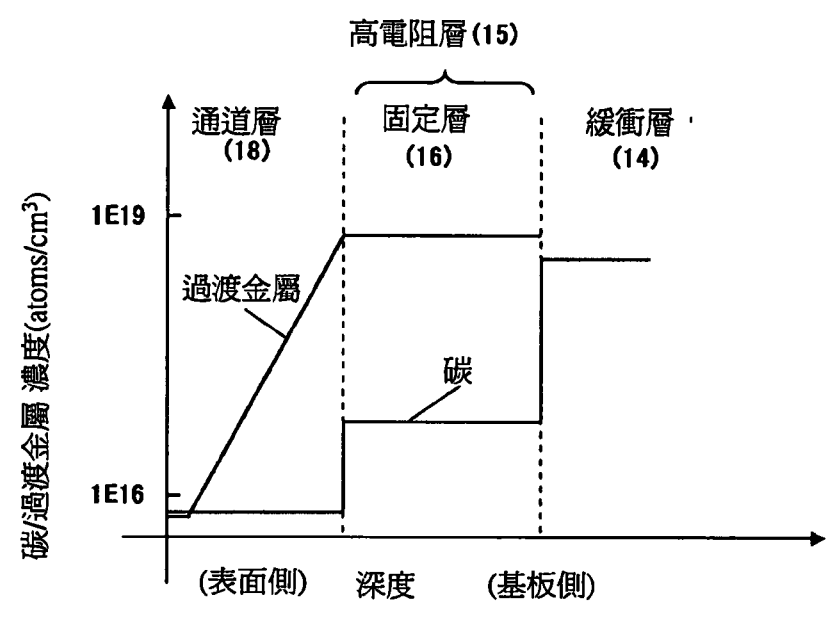 高電阻層(15)
通道層
(18)
固定層
(16)
緩衝層
(14)
1E19
過渡金屬
碳
1E16
碳/過渡金屬 濃度(atoms/cm³)
(表面側)
深度
(基板側)